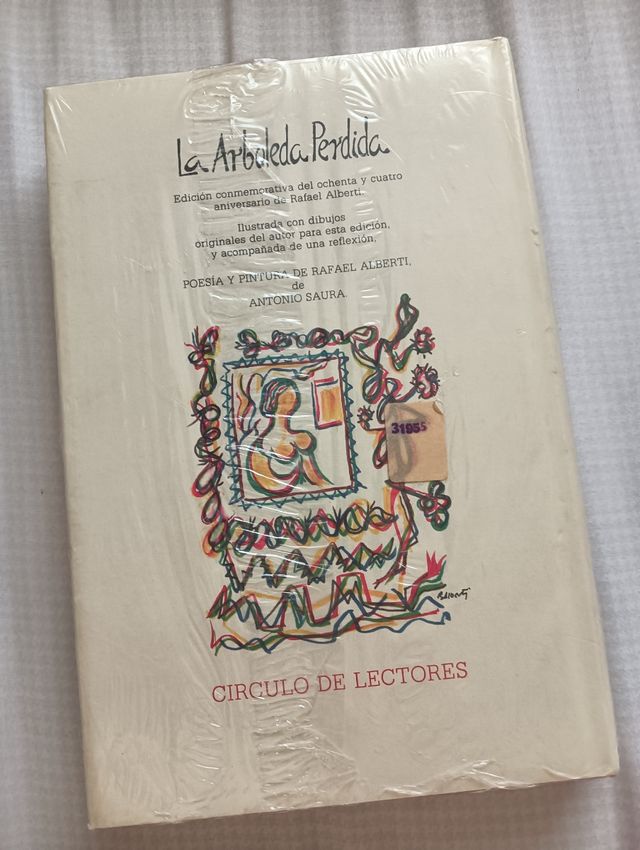 La Arboleda Perdida
Edición conmemorativa del ochenta y cuatro
aniversario de Rafael Alberti.
Ilustrada con dibujos
originales del autor para esta edición,
y acompañada de una reflexión,
POESÍA Y PINTURA DE RAFAEL ALBERTI,
de
ANTONIO SAURA.
31955
Alberti
CIRCULO DE LECTORES